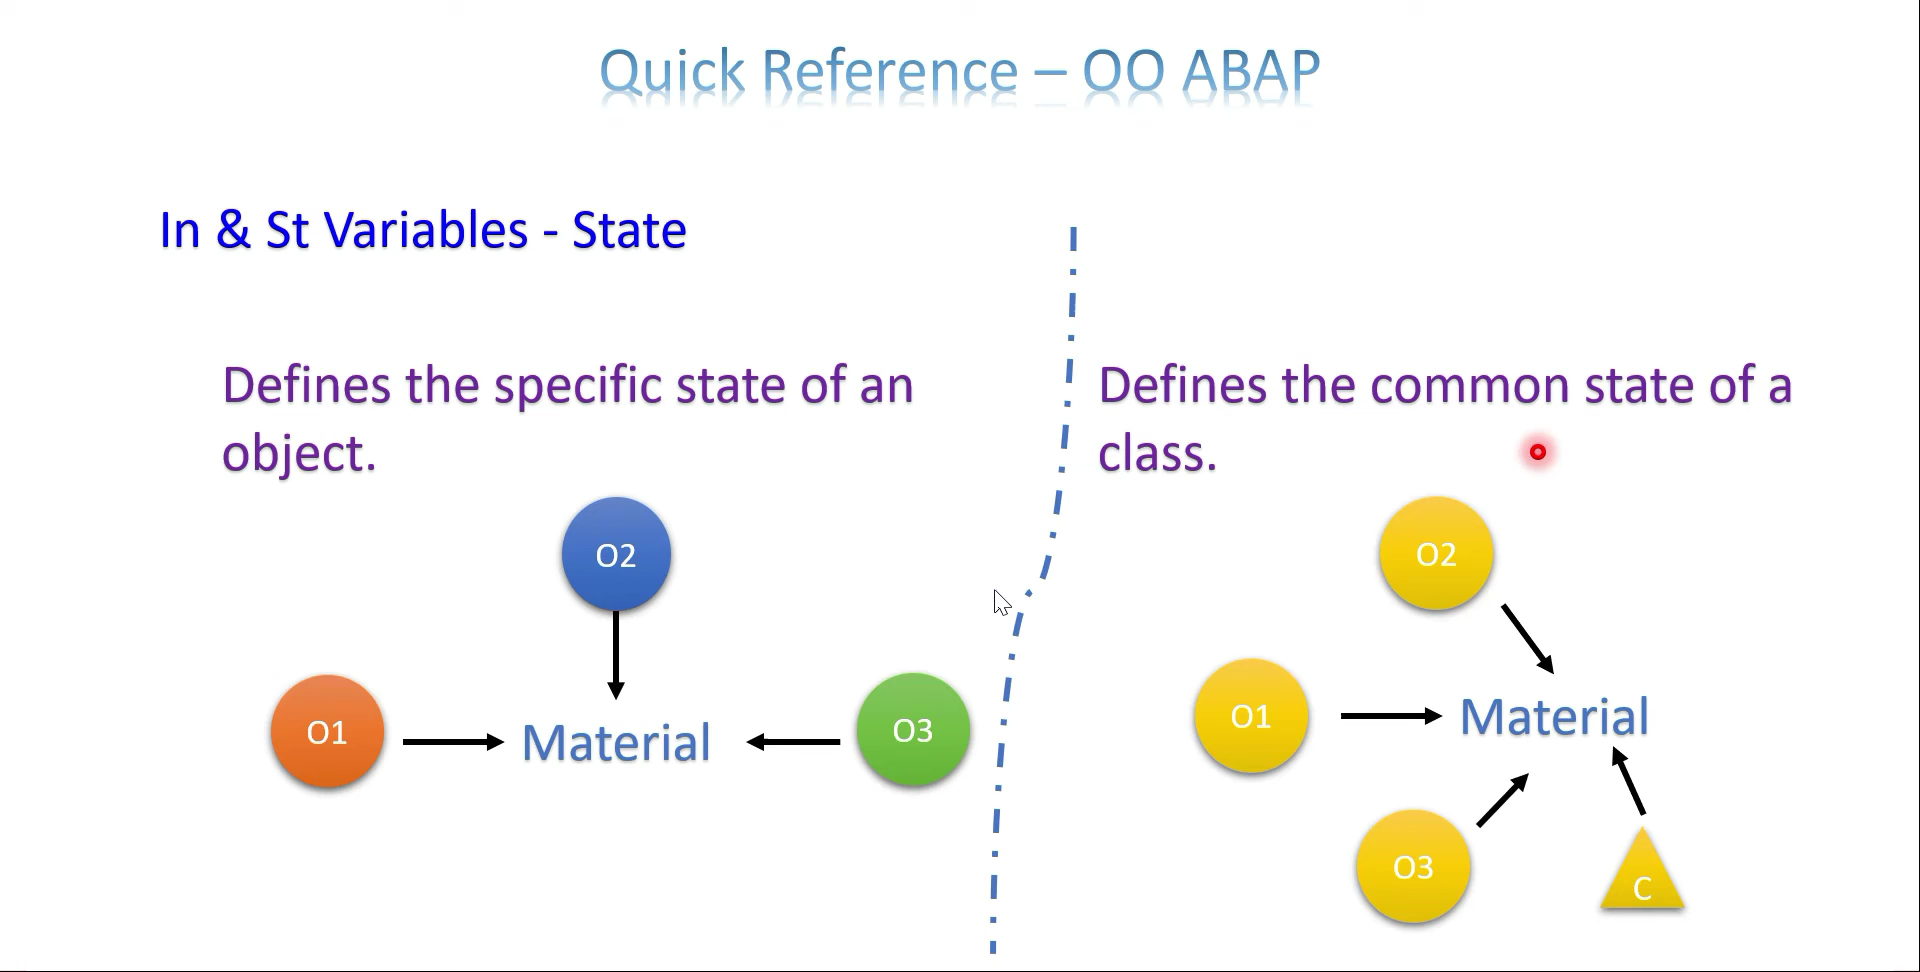 Quick Reference – OO ABAP
In & St Variables - State
Defines the specific state of an
object.
O2
O1
Material
O3
Defines the common state of a
class.
O2
O1
Material
O3
C